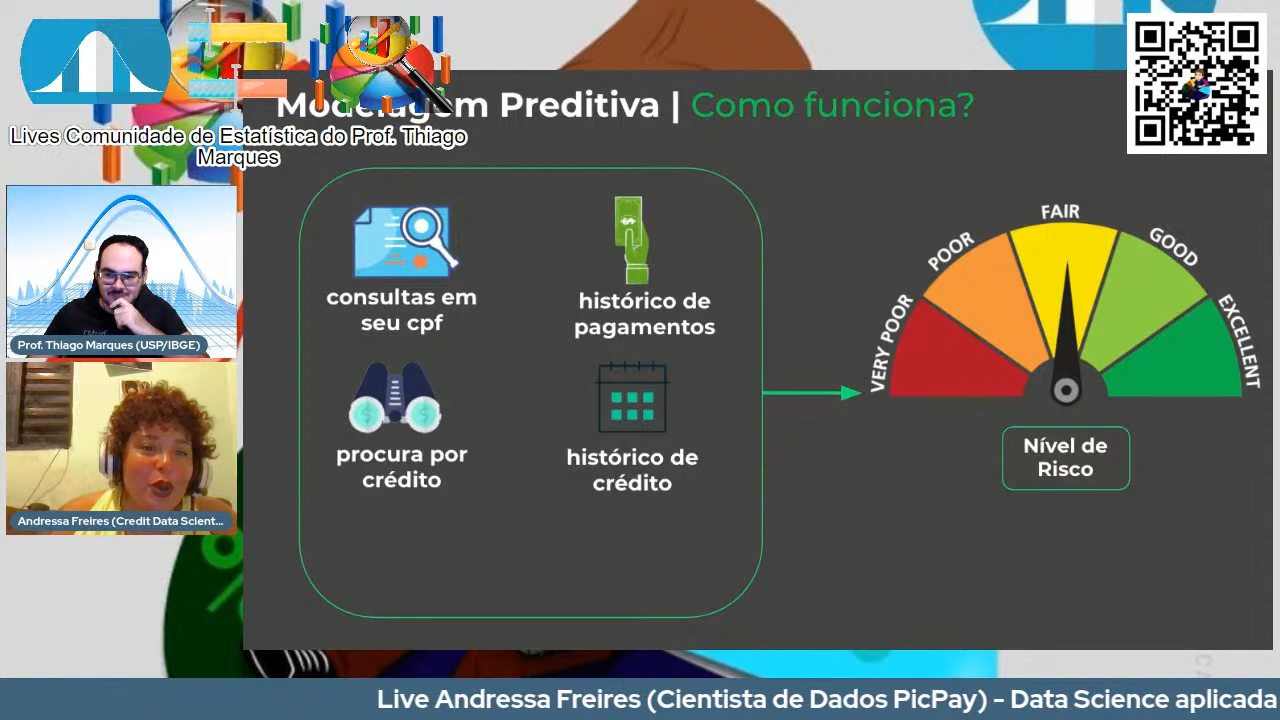 Modelagem Preditiva | Como funciona?
Lives Comunidade de Estatística do Prof. Thiago
Marques
consultas em
seu cpf
histórico de
pagamentos
procura por
crédito
histórico de
crédito
VERY POOR
POOR
FAIR
GOOD
EXCELLENT
Nível de
Risco
Prof. Thiago Marques (USP/IBGE)
Andressa Freires (Credit Data Scient...
Live Andressa Freires (Cientista de Dados PicPay) - Data Science aplicada